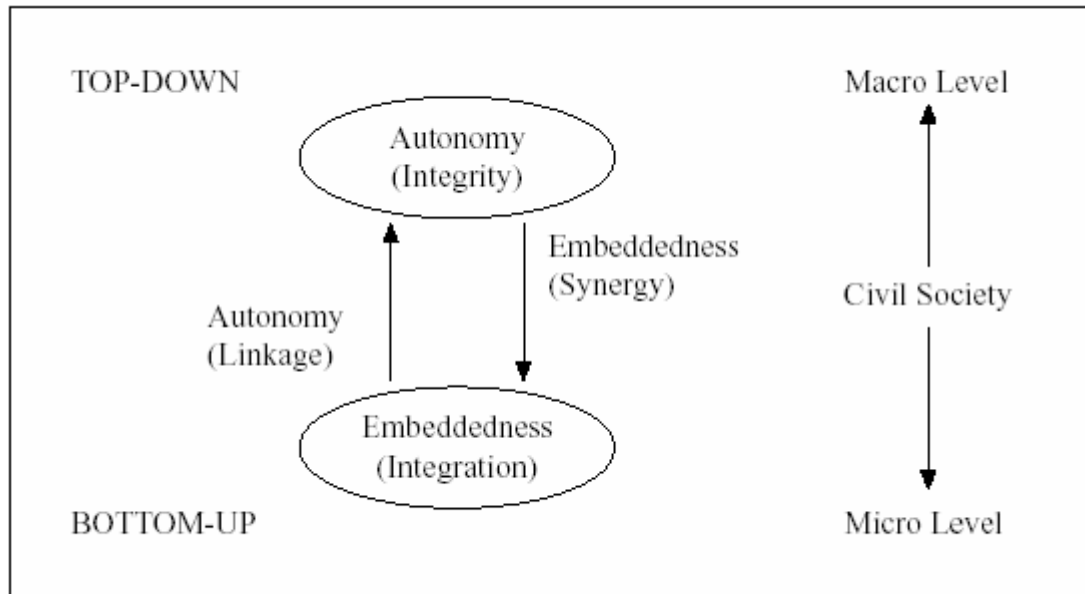 TOP-DOWN
Macro Level
Autonomy
(Integrity)
Embeddedness
(Synergy)
Civil Society
Autonomy
(Linkage)
Embeddedness
(Integration)
BOTTOM-UP
Micro Level